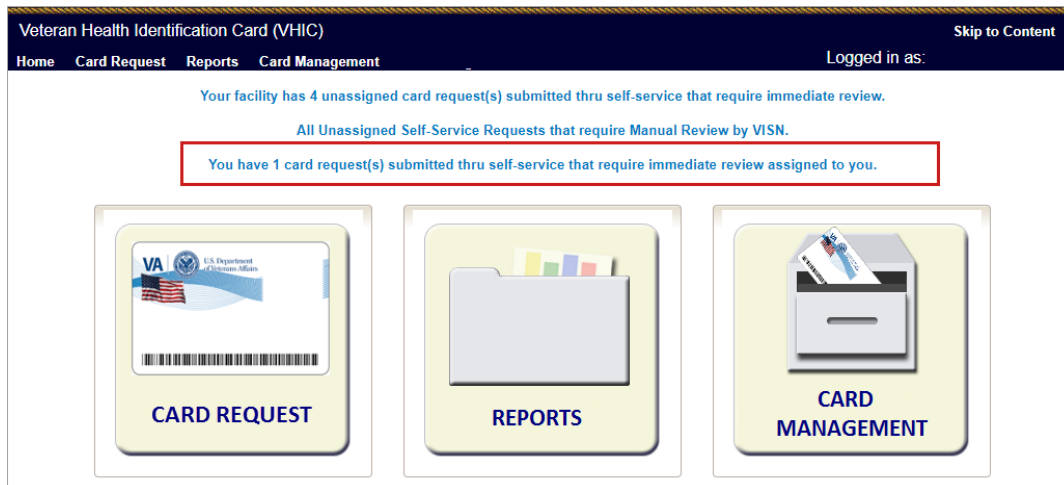 Veteran Health Identification Card (VHIC)
Skip to Content
Home Card Request Reports Card Management
Logged in as:
Your facility has 4 unassigned card request(s) submitted thru self-service that require immediate review.
All Unassigned Self-Service Requests that require Manual Review by VISN.
You have 1 card request(s) submitted thru self-service that require immediate review assigned to you.
VA
U.S. Department
of Veterans Affairs
CARD REQUEST
REPORTS
CARD
MANAGEMENT